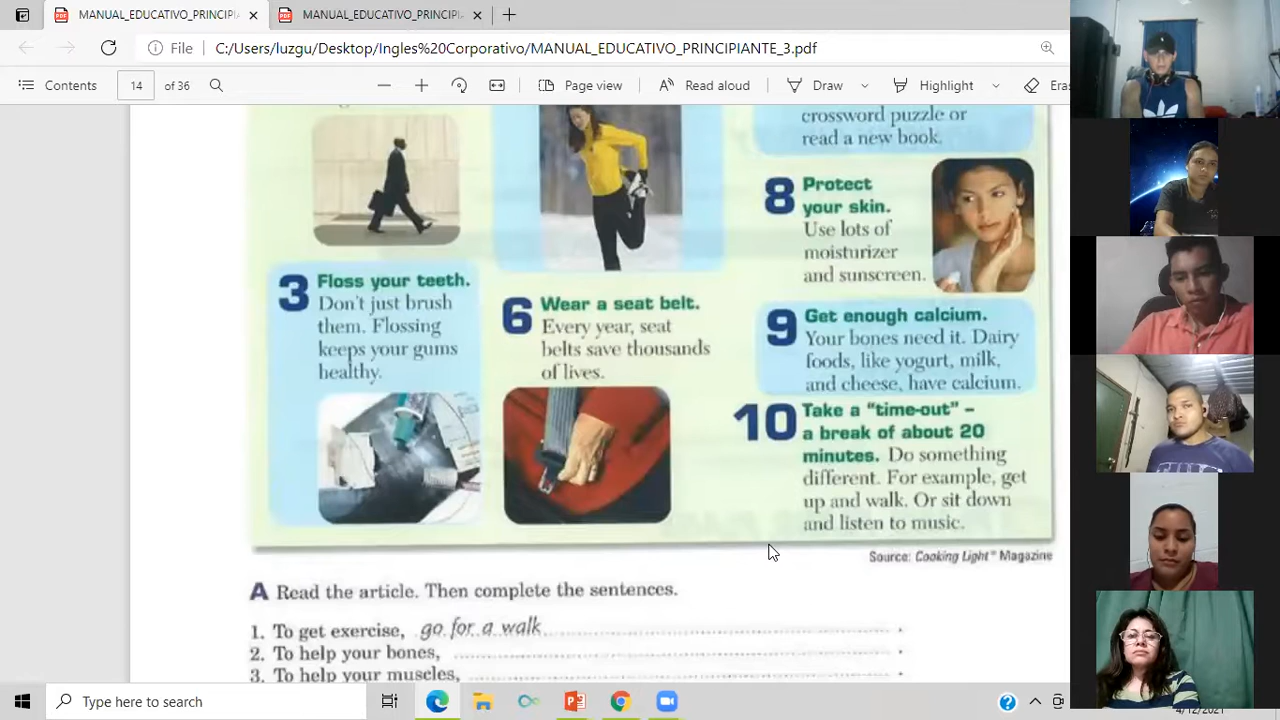 MANUAL_EDUCATIVO_PRINCIPIA
MANUAL_EDUCATIVO_PRINCIPI
File
C:/Users/luzgu/Desktop/Ingles%20Corporativo/MANUAL_EDUCATIVO_PRINCIPIANTE_3.pdf
Contents
14
of 36
Page view
Read aloud
Draw
Highlight
Eras
crossword puzzle or
read a new book.
3 Floss your teeth.
Don't just brush
them. Flossing
keeps your gums
healthy.
6 Wear a seat belt.
Every year, seat
belts save thousands
of lives.
8 Protect
your skin.
Use lots of
moisturizer
and sunscreen.
9 Get enough calcium.
Your bones need it. Dairy
foods, like yogurt, milk,
and cheese, have calcium.
10 Take a "time-out" –
a break of about 20
minutes. Do something
different. For example, get
up and walk. Or sit down
and listen to music.
Source: Cooking Light™ Magazine
A Read the article. Then complete the sentences.
1. To get exercise, go for a walk
2. To help your bones,
3. To help your muscles,
Type here to search
4/12/2021